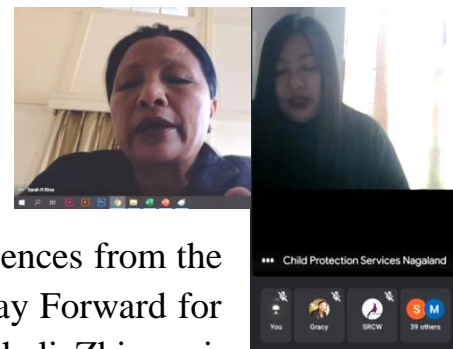 Sarah R Ritse
Child Protection Services Nagaland
You
Gracy
SRCW
S M
39 others
ences from the
ay Forward for